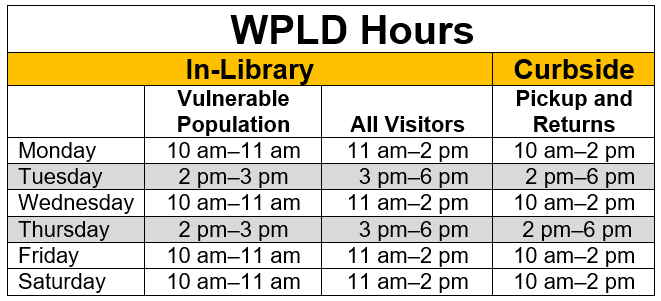 WPLD Hours
In-Library Curbside
Vulnerable Population All Visitors Pickup and Returns
Monday 10 am–11 am 11 am–2 pm 10 am–2 pm
Tuesday 2 pm–3 pm 3 pm–6 pm 2 pm–6 pm
Wednesday 10 am–11 am 11 am–2 pm 10 am–2 pm
Thursday 2 pm–3 pm 3 pm–6 pm 2 pm–6 pm
Friday 10 am–11 am 11 am–2 pm 10 am–2 pm
Saturday 10 am–11 am 11 am–2 pm 10 am–2 pm